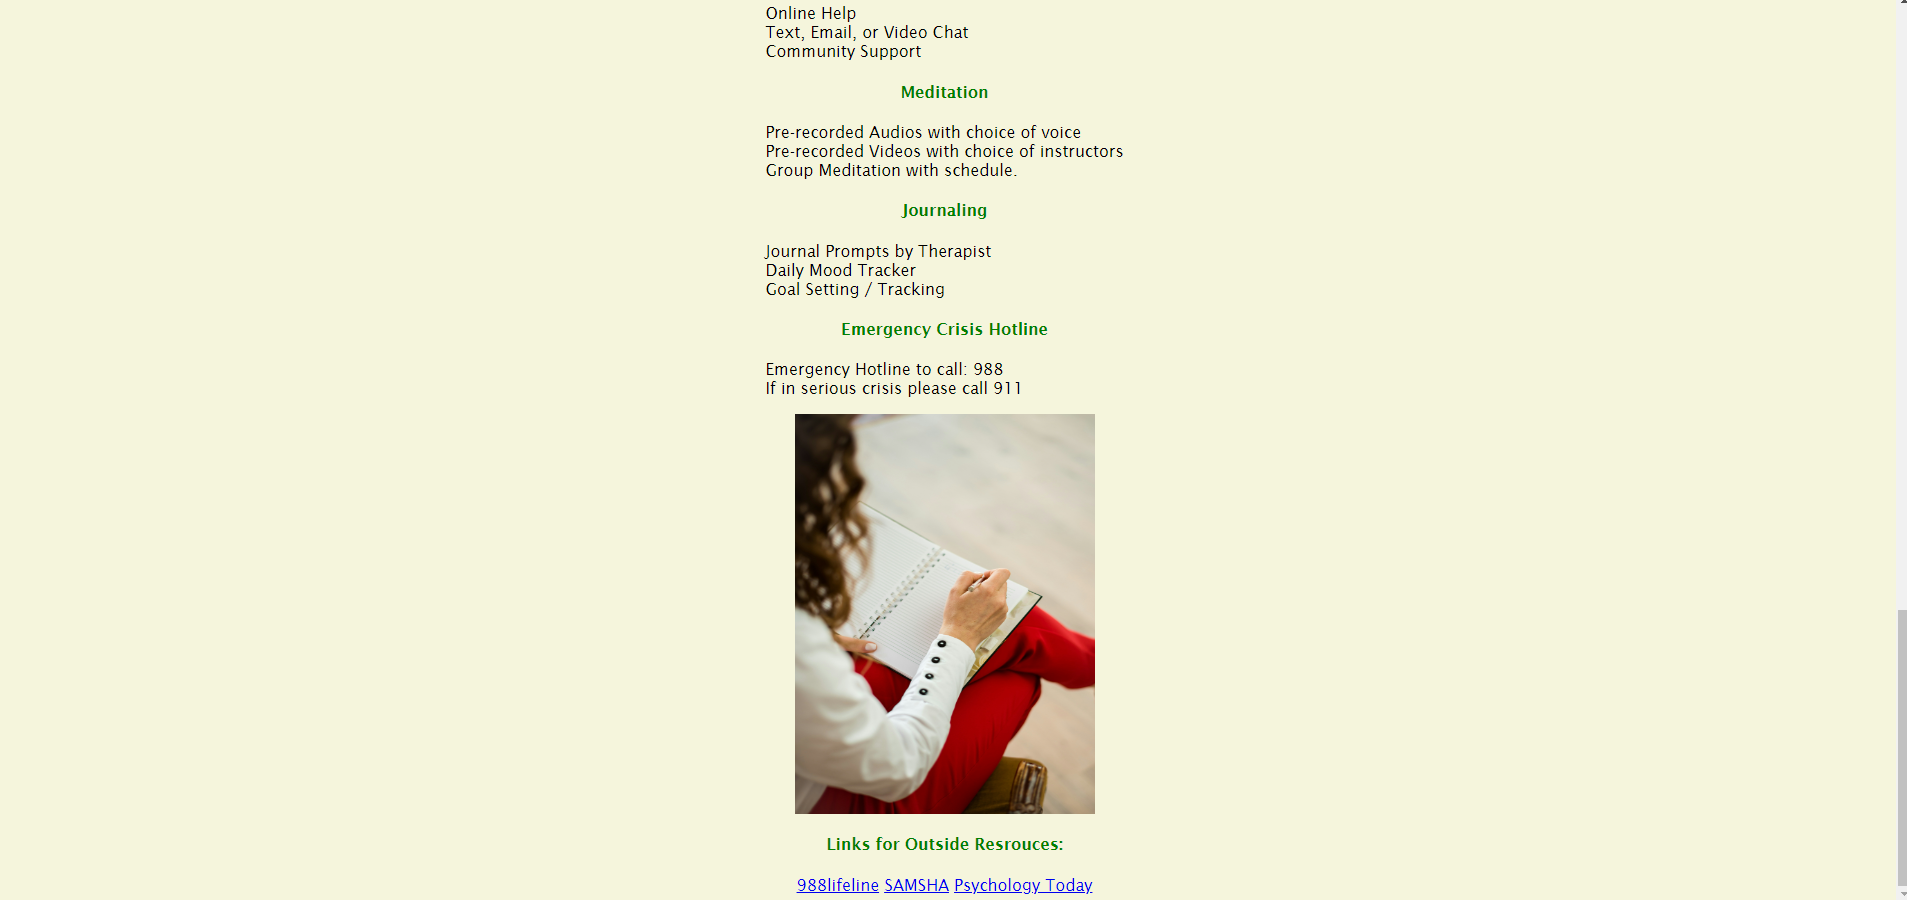 Online Help
Text, Email, or Video Chat
Community Support
Meditation
Pre-recorded Audios with choice of voice
Pre-recorded Videos with choice of instructors
Group Meditation with schedule.
Journaling
Journal Prompts by Therapist
Daily Mood Tracker
Goal Setting / Tracking
Emergency Crisis Hotline
Emergency Hotline to call: 988
If in serious crisis please call 911
Links for Outside Resrouces:
988lifeline SAMSHA Psychology Today